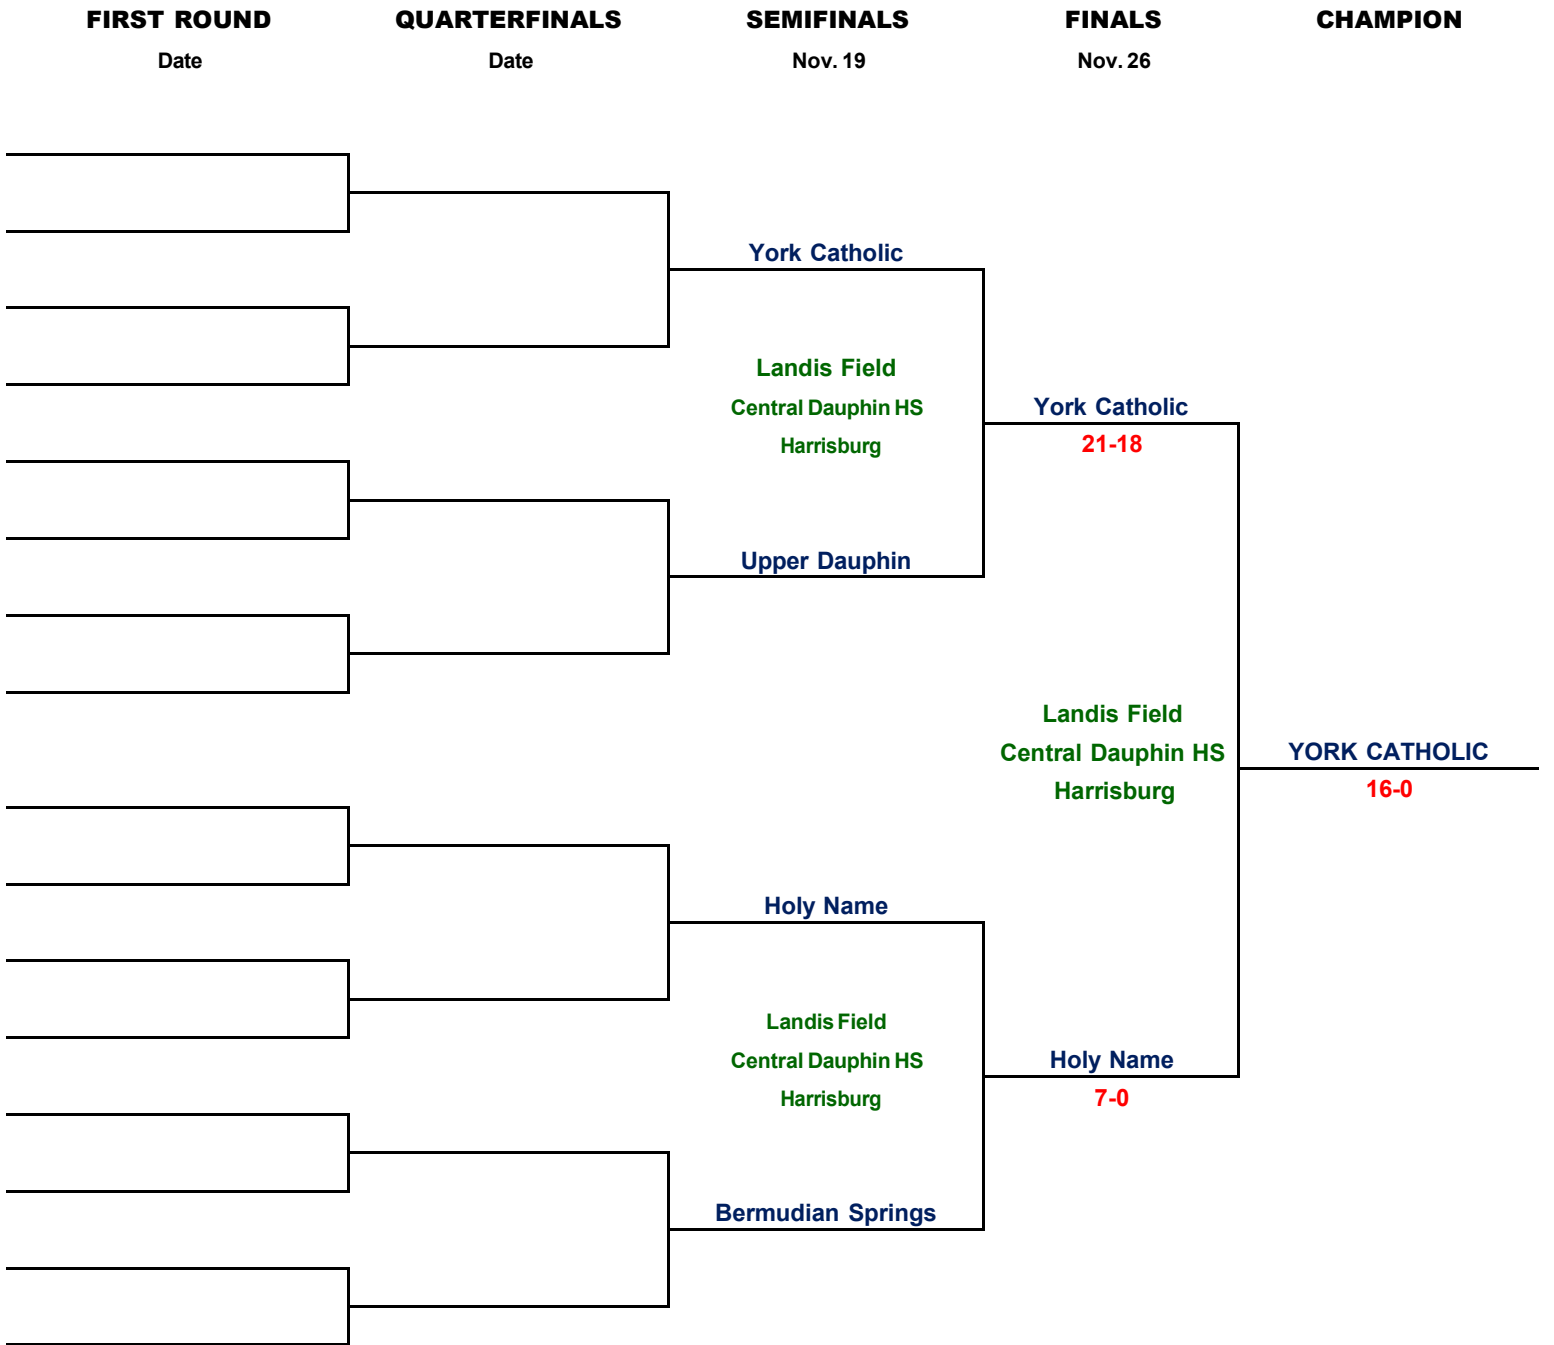 FIRST ROUND
QUARTERFINALS
SEMIFINALS
FINALS
CHAMPION
Date
Date
Nov. 19
Nov. 26
York Catholic
Landis Field
Central Dauphin HS
Harrisburg
York Catholic
21-18
Upper Dauphin
Landis Field
Central Dauphin HS
Harrisburg
YORK CATHOLIC
16-0
Holy Name
Landis Field
Central Dauphin HS
Harrisburg
Holy Name
7-0
Bermudian Springs